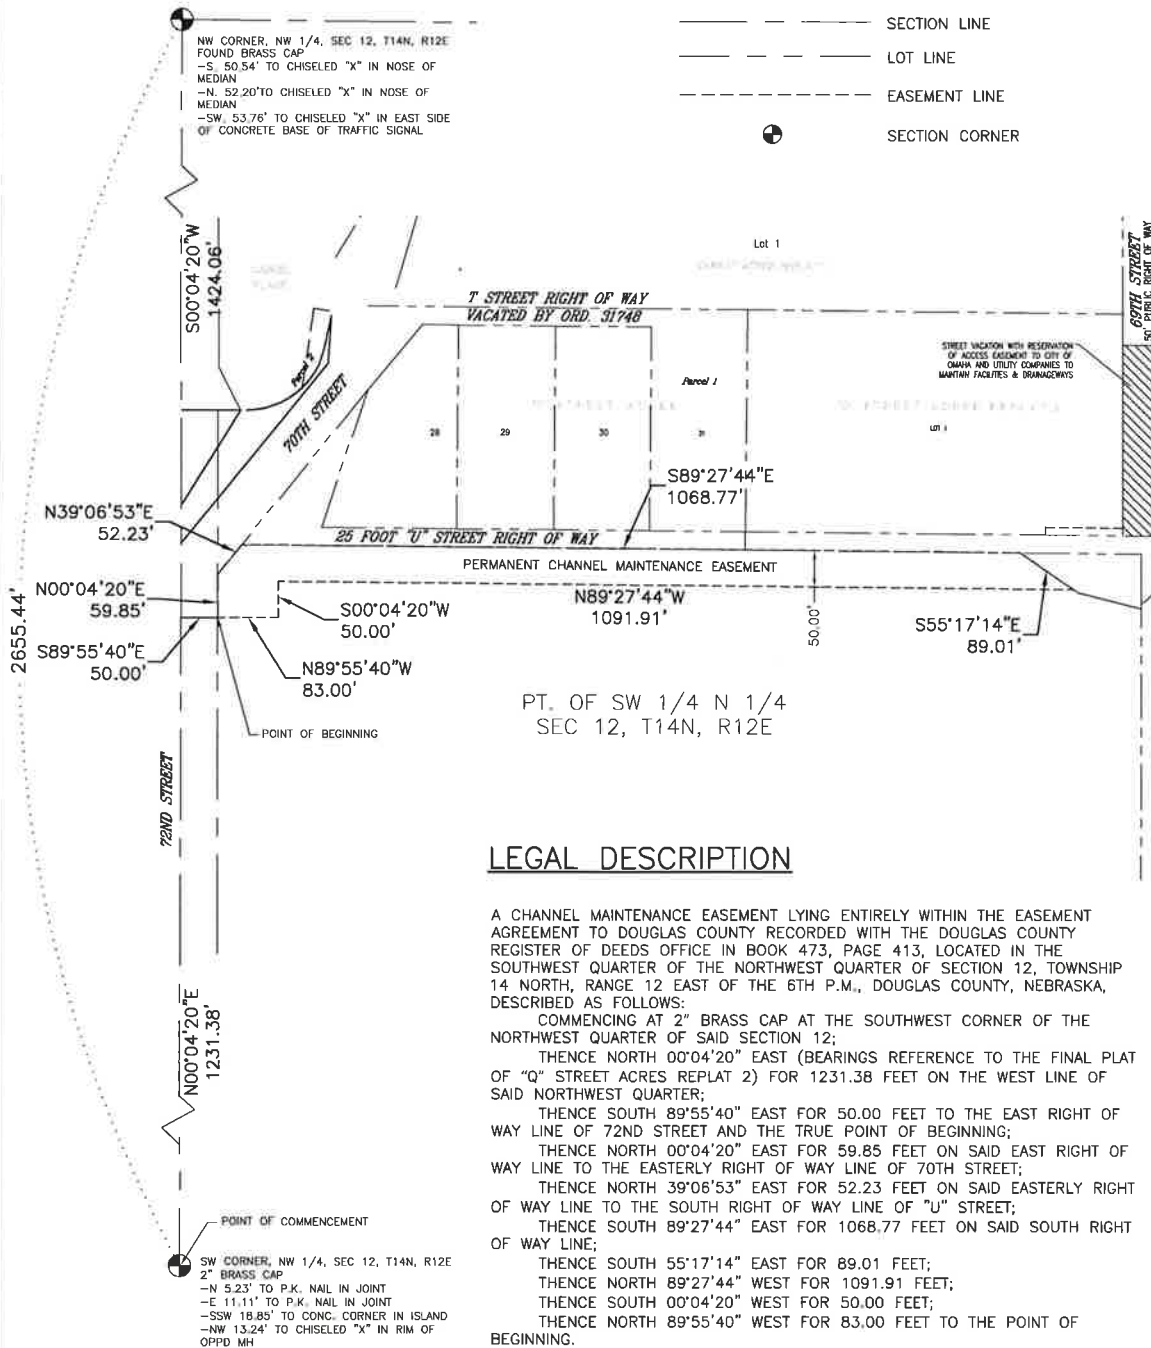 SECTION LINE
LOT LINE
EASEMENT LINE
SECTION CORNER
NW CORNER, NW 1/4, SEC 12, T14N, R12E
FOUND BRASS CAP
-S. 50.54' TO CHISELED "X" IN NOSE OF
MEDIAN
-N. 52.20'TO CHISELED "X" IN NOSE OF
MEDIAN
-SW. 53.76' TO CHISELED "X" IN EAST SIDE
OF CONCRETE BASE OF TRAFFIC SIGNAL
S00°04'20"W
1424.06'
Lot 1
69TH STREET
50' PUBLIC RIGHT OF WAY
T STREET RIGHT OF WAY
VACATED BY ORD. 31748
STREET VACATION WITH RESERVATION
OF ACCESS EASEMENT TO CITY OF
OMAHA AND UTILITY COMPANIES TO
MAINTAIN FACILITIES & DRAINAGEWAYS
Parcel 2
70TH STREET
Parcel 1
28
29
30
31
LOT 1
S89°27'44"E
1068.77'
N39°06'53"E
52.23'
25 FOOT "U" STREET RIGHT OF WAY
PERMANENT CHANNEL MAINTENANCE EASEMENT
N00°04'20"E
59.85'
S00°04'20"W
50.00'
N89°27'44"W
1091.91'
50.00'
S55°17'14"E
89.01'
2655.44'
S89°55'40"E
50.00'
N89°55'40"W
83.00'
PT. OF SW 1/4 N 1/4
SEC 12, T14N, R12E
POINT OF BEGINNING
72ND STREET
N00°04'20"E
1231.38'
POINT OF COMMENCEMENT
SW CORNER, NW 1/4, SEC 12, T14N, R12E
2" BRASS CAP
-N 5.23' TO P.K. NAIL IN JOINT
-E 11.11' TO P.K. NAIL IN JOINT
-SSW 18.85' TO CONC. CORNER IN ISLAND
-NW 13.24' TO CHISELED "X" IN RIM OF
OPPD MH
LEGAL DESCRIPTION
A CHANNEL MAINTENANCE EASEMENT LYING ENTIRELY WITHIN THE EASEMENT
AGREEMENT TO DOUGLAS COUNTY RECORDED WITH THE DOUGLAS COUNTY
REGISTER OF DEEDS OFFICE IN BOOK 473, PAGE 413, LOCATED IN THE
SOUTHWEST QUARTER OF THE NORTHWEST QUARTER OF SECTION 12, TOWNSHIP
14 NORTH, RANGE 12 EAST OF THE 6TH P.M., DOUGLAS COUNTY, NEBRASKA,
DESCRIBED AS FOLLOWS:
COMMENCING AT 2" BRASS CAP AT THE SOUTHWEST CORNER OF THE
NORTHWEST QUARTER OF SAID SECTION 12;
THENCE NORTH 00°04'20" EAST (BEARINGS REFERENCE TO THE FINAL PLAT
OF "Q" STREET ACRES REPLAT 2) FOR 1231.38 FEET ON THE WEST LINE OF
SAID NORTHWEST QUARTER;
THENCE SOUTH 89°55'40" EAST FOR 50.00 FEET TO THE EAST RIGHT OF
WAY LINE OF 72ND STREET AND THE TRUE POINT OF BEGINNING;
THENCE NORTH 00°04'20" EAST FOR 59.85 FEET ON SAID EAST RIGHT OF
WAY LINE TO THE EASTERLY RIGHT OF WAY LINE OF 70TH STREET;
THENCE NORTH 39°06'53" EAST FOR 52.23 FEET ON SAID EASTERLY RIGHT
OF WAY LINE TO THE SOUTH RIGHT OF WAY LINE OF "U" STREET;
THENCE SOUTH 89°27'44" EAST FOR 1068.77 FEET ON SAID SOUTH RIGHT
OF WAY LINE;
THENCE SOUTH 55°17'14" EAST FOR 89.01 FEET;
THENCE NORTH 89°27'44" WEST FOR 1091.91 FEET;
THENCE SOUTH 00°04'20" WEST FOR 50.00 FEET;
THENCE NORTH 89°55'40" WEST FOR 83.00 FEET TO THE POINT OF
BEGINNING.